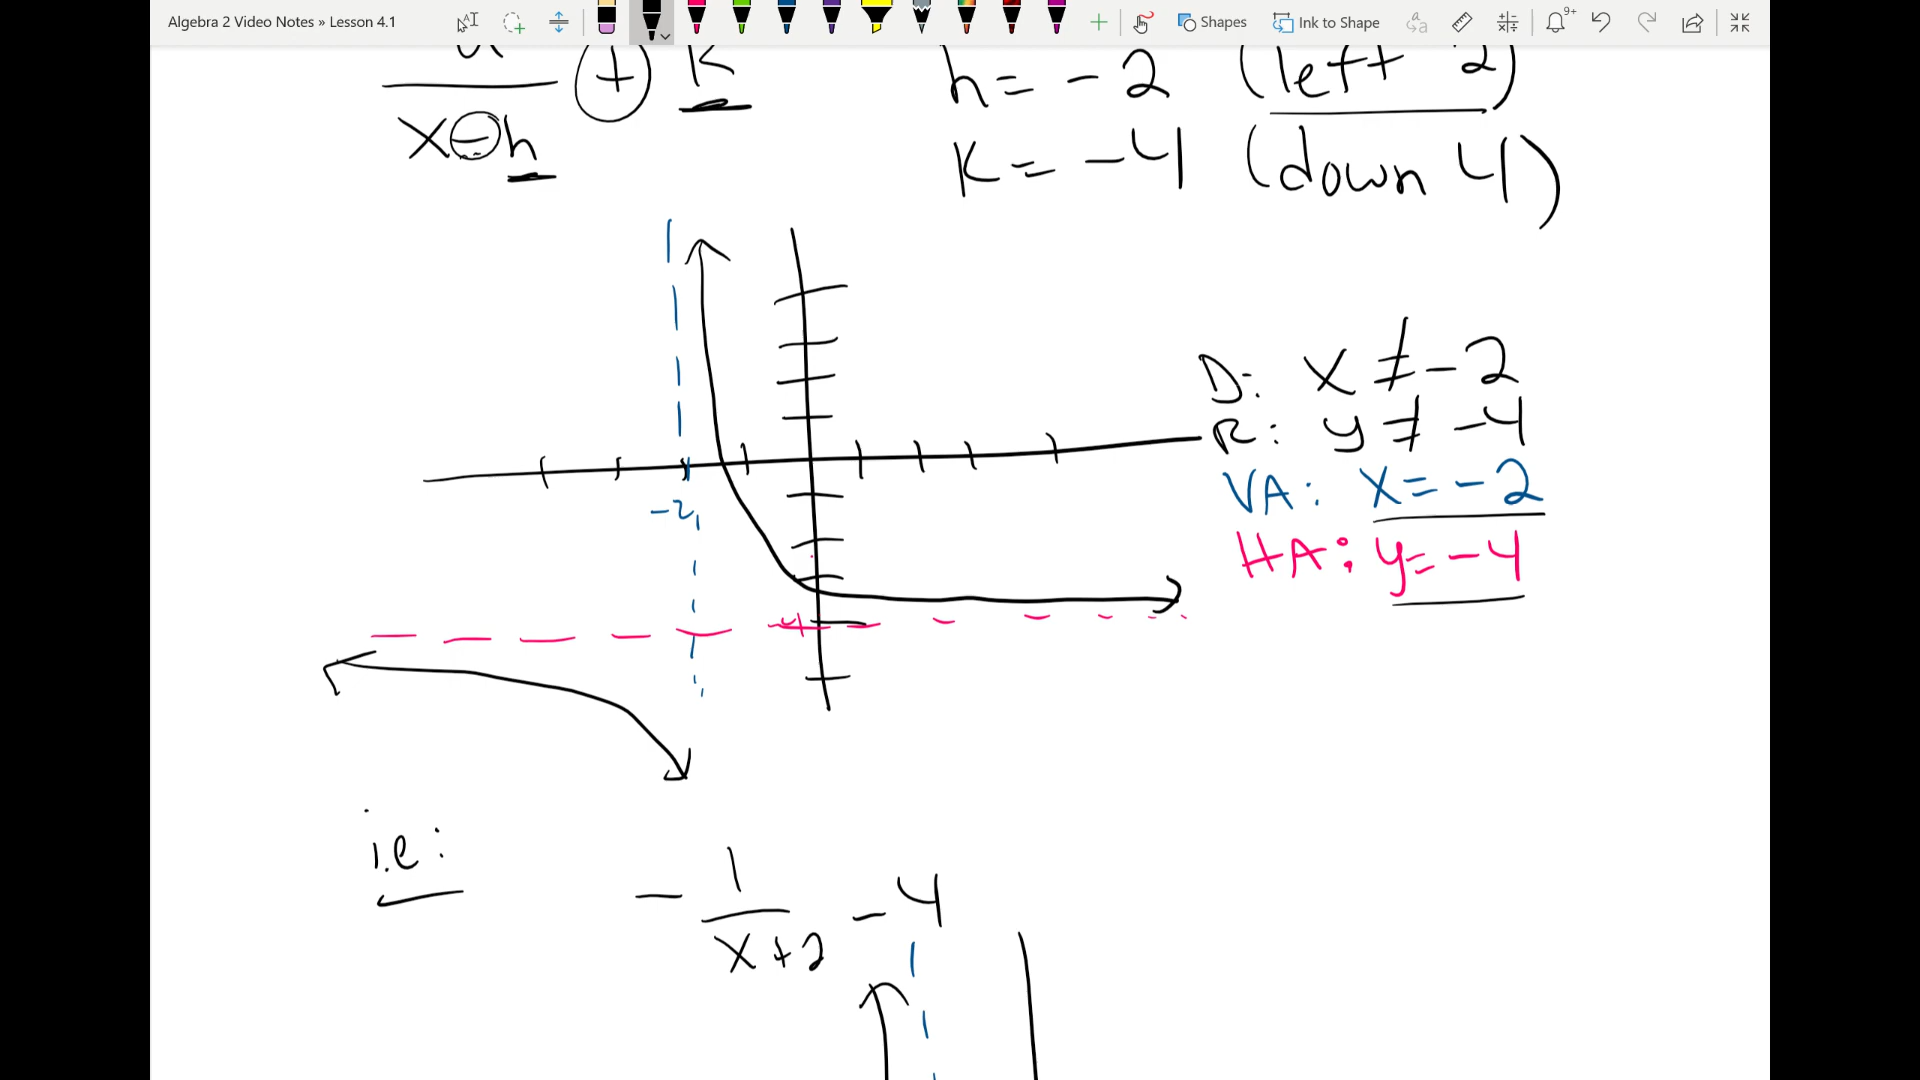 Algebra 2 Video Notes » Lesson 4.1
Shapes
Ink to Shape
9+
a
x-h
+ k
h = -2 (left 2)
k = -4 (down 4)
D: x ≠ -2
R: y ≠ -4
VA: x = -2
HA: y = -4
-2
-4
i.e:
- 1/(x+2) - 4